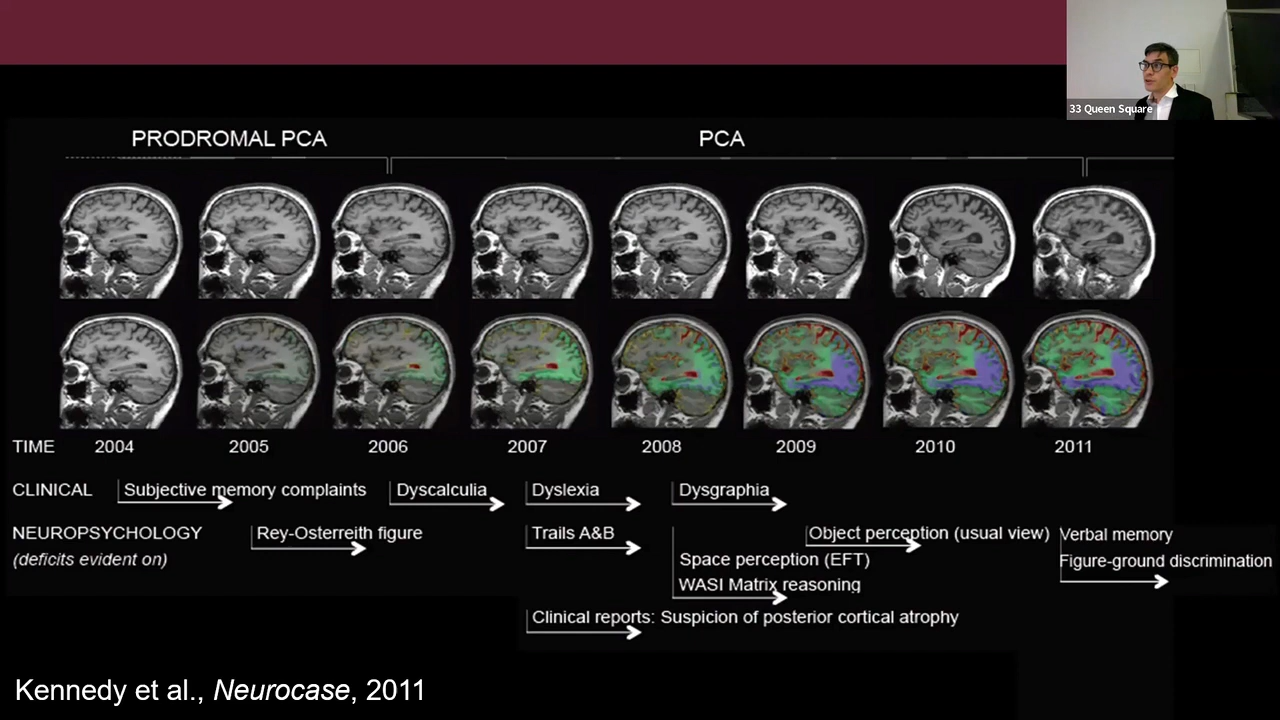 33 Queen Square
PRODROMAL PCA
PCA
TIME 2004 2005 2006 2007 2008 2009 2010 2011
CLINICAL Subjective memory complaints Dyscalculia Dyslexia Dysgraphia
NEUROPSYCHOLOGY Rey-Osterreith figure Trails A&B Object perception (usual view) Verbal memory
(deficits evident on) Space perception (EFT) Figure-ground discrimination
WASI Matrix reasoning
Clinical reports: Suspicion of posterior cortical atrophy
Kennedy et al., Neurocase, 2011